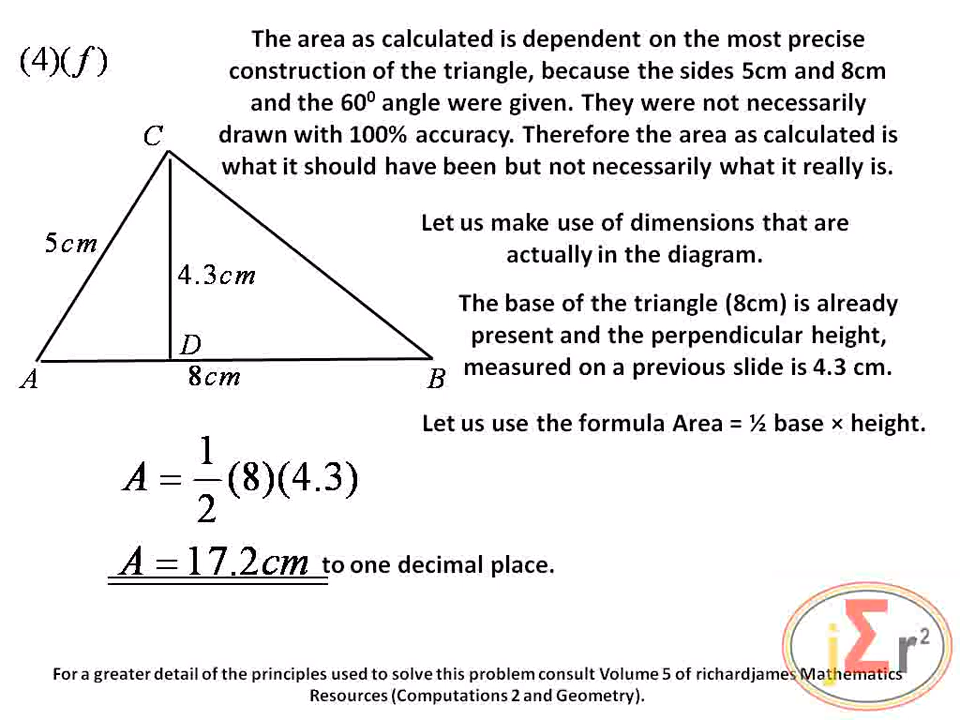 (4)(f)
The area as calculated is dependent on the most precise
construction of the triangle, because the sides 5cm and 8cm
and the 60⁰ angle were given. They were not necessarily
drawn with 100% accuracy. Therefore the area as calculated is
what it should have been but not necessarily what it really is.
C
5cm
4.3cm
D
A
8cm
B
Let us make use of dimensions that are
actually in the diagram.
The base of the triangle (8cm) is already
present and the perpendicular height,
measured on a previous slide is 4.3 cm.
Let us use the formula Area = ½ base × height.
A = 1/2 (8)(4.3)
A = 17.2cm to one decimal place.
jΣr²
For a greater detail of the principles used to solve this problem consult Volume 5 of richardjames Mathematics
Resources (Computations 2 and Geometry).